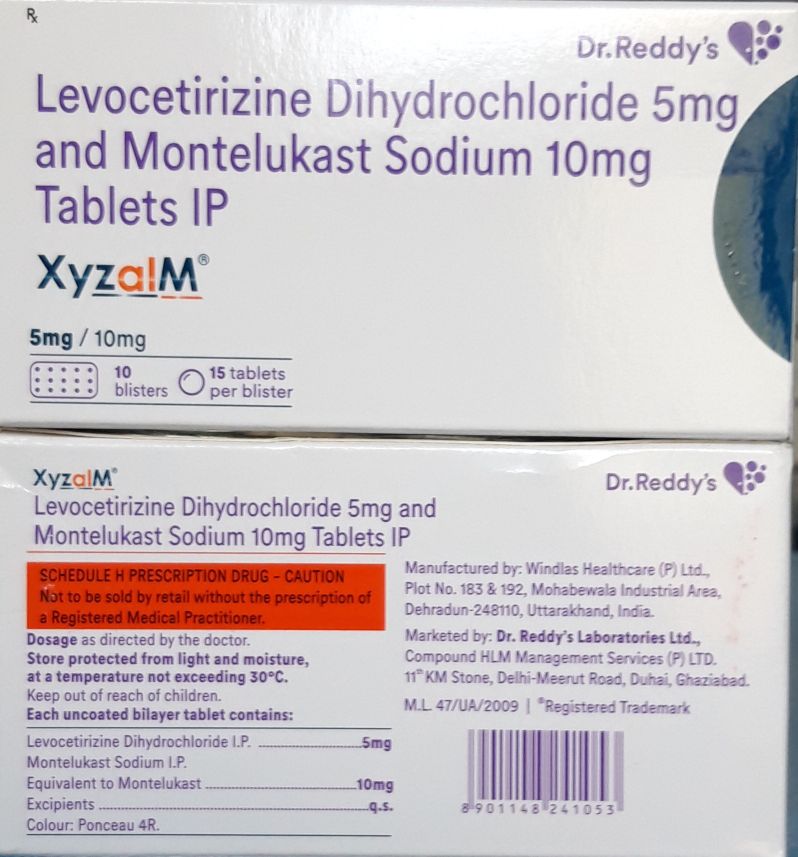 Rx
Dr.Reddy's
Levocetirizine Dihydrochloride 5mg
and Montelukast Sodium 10mg
Tablets IP
XyzalM®
5mg / 10mg
10 blisters
15 tablets per blister
XyzalM®
Dr.Reddy's
Levocetirizine Dihydrochloride 5mg and
Montelukast Sodium 10mg Tablets IP
SCHEDULE H PRESCRIPTION DRUG - CAUTION
Not to be sold by retail without the prescription of
a Registered Medical Practitioner.
Dosage as directed by the doctor.
Store protected from light and moisture,
at a temperature not exceeding 30°C.
Keep out of reach of children.
Each uncoated bilayer tablet contains:
Levocetirizine Dihydrochloride I.P. ..........................5mg
Montelukast Sodium I.P.
Equivalent to Montelukast .....................................10mg
Excipients .................................................................q.s.
Colour: Ponceau 4R.
Manufactured by: Windlas Healthcare (P) Ltd.,
Plot No. 183 & 192, Mohabewala Industrial Area,
Dehradun-248110, Uttarakhand, India.
Marketed by: Dr. Reddy's Laboratories Ltd.,
Compound HLM Management Services (P) LTD.
11th KM Stone, Delhi-Meerut Road, Duhai, Ghaziabad.
M.L. 47/UA/2009 | ®Registered Trademark
8 901148 241053